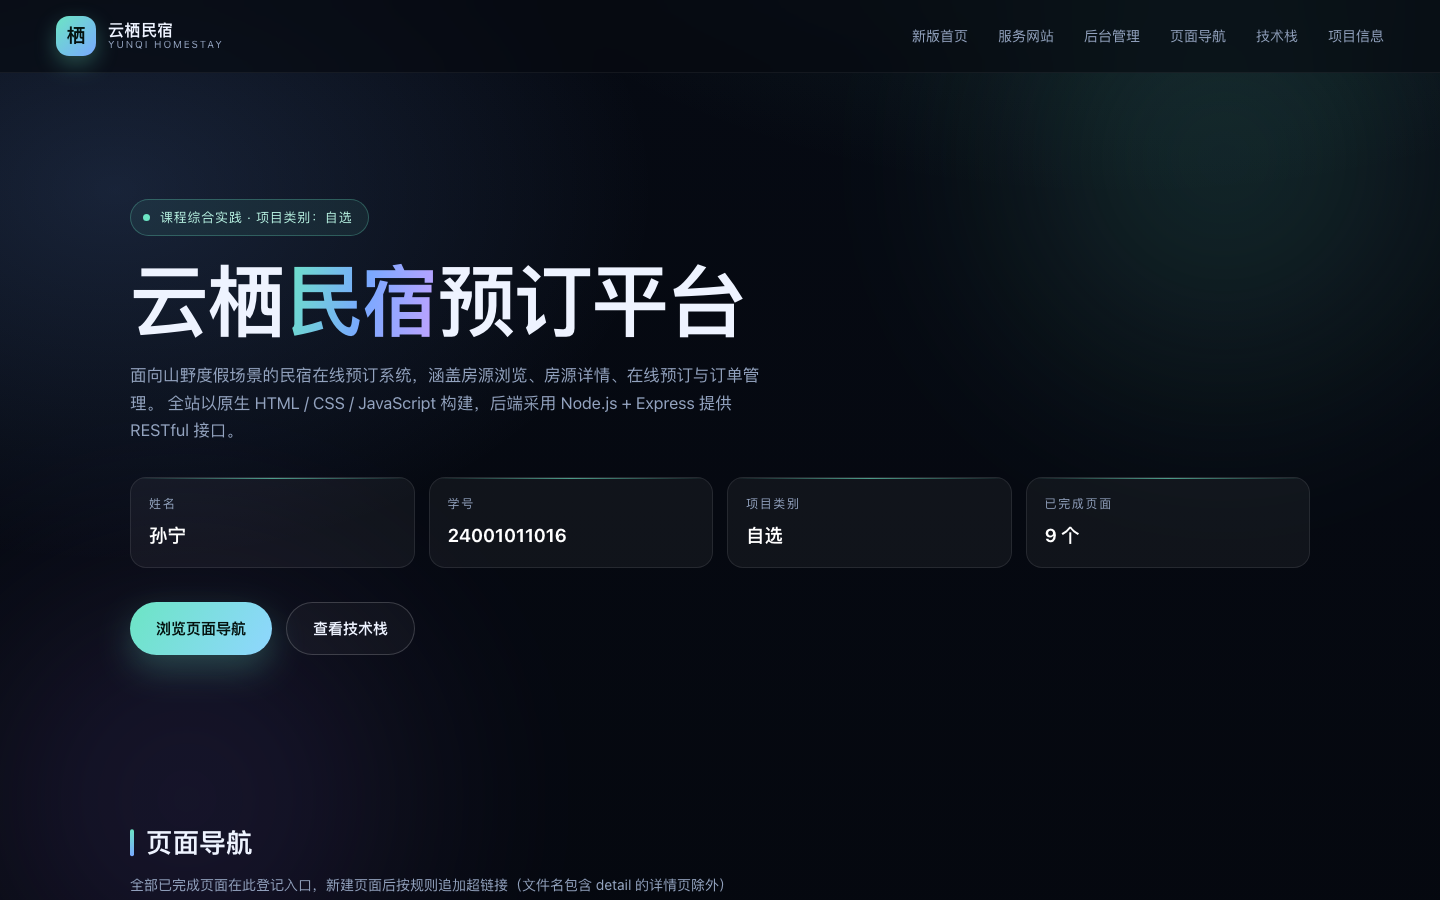 栖
云栖民宿
YUNQI HOMESTAY
新版首页 服务网站 后台管理 页面导航 技术栈 项目信息
课程综合实践 · 项目类别：自选
云栖民宿预订平台
面向山野度假场景的民宿在线预订系统，涵盖房源浏览、房源详情、在线预订与订单管
理。 全站以原生 HTML / CSS / JavaScript 构建，后端采用 Node.js + Express 提供
RESTful 接口。
姓名
孙宁
学号
24001011016
项目类别
自选
已完成页面
9 个
浏览页面导航 查看技术栈
页面导航
全部已完成页面在此登记入口，新建页面后按规则追加超链接（文件名包含 detail 的详情页除外）